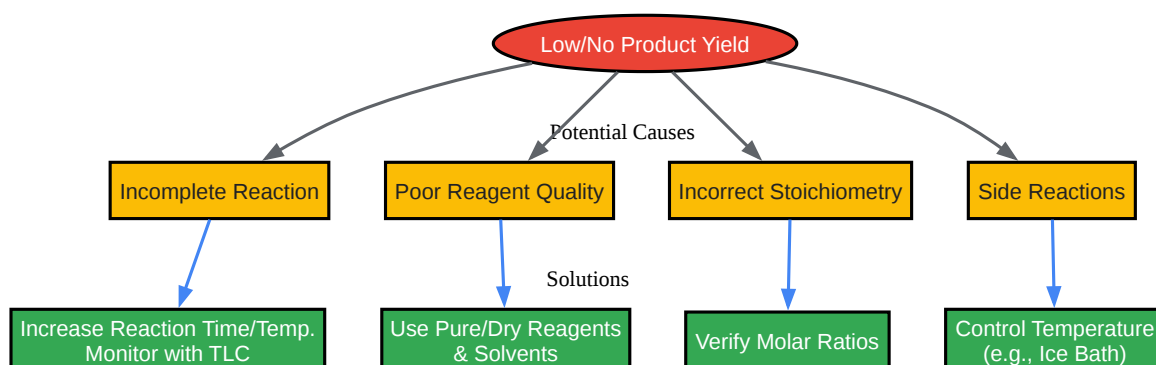 Low/No Product Yield
Potential Causes
Incomplete Reaction
Poor Reagent Quality
Incorrect Stoichiometry
Side Reactions
Solutions
Increase Reaction Time/Temp.
Monitor with TLC
Use Pure/Dry Reagents
& Solvents
Verify Molar Ratios
Control Temperature
(e.g., Ice Bath)